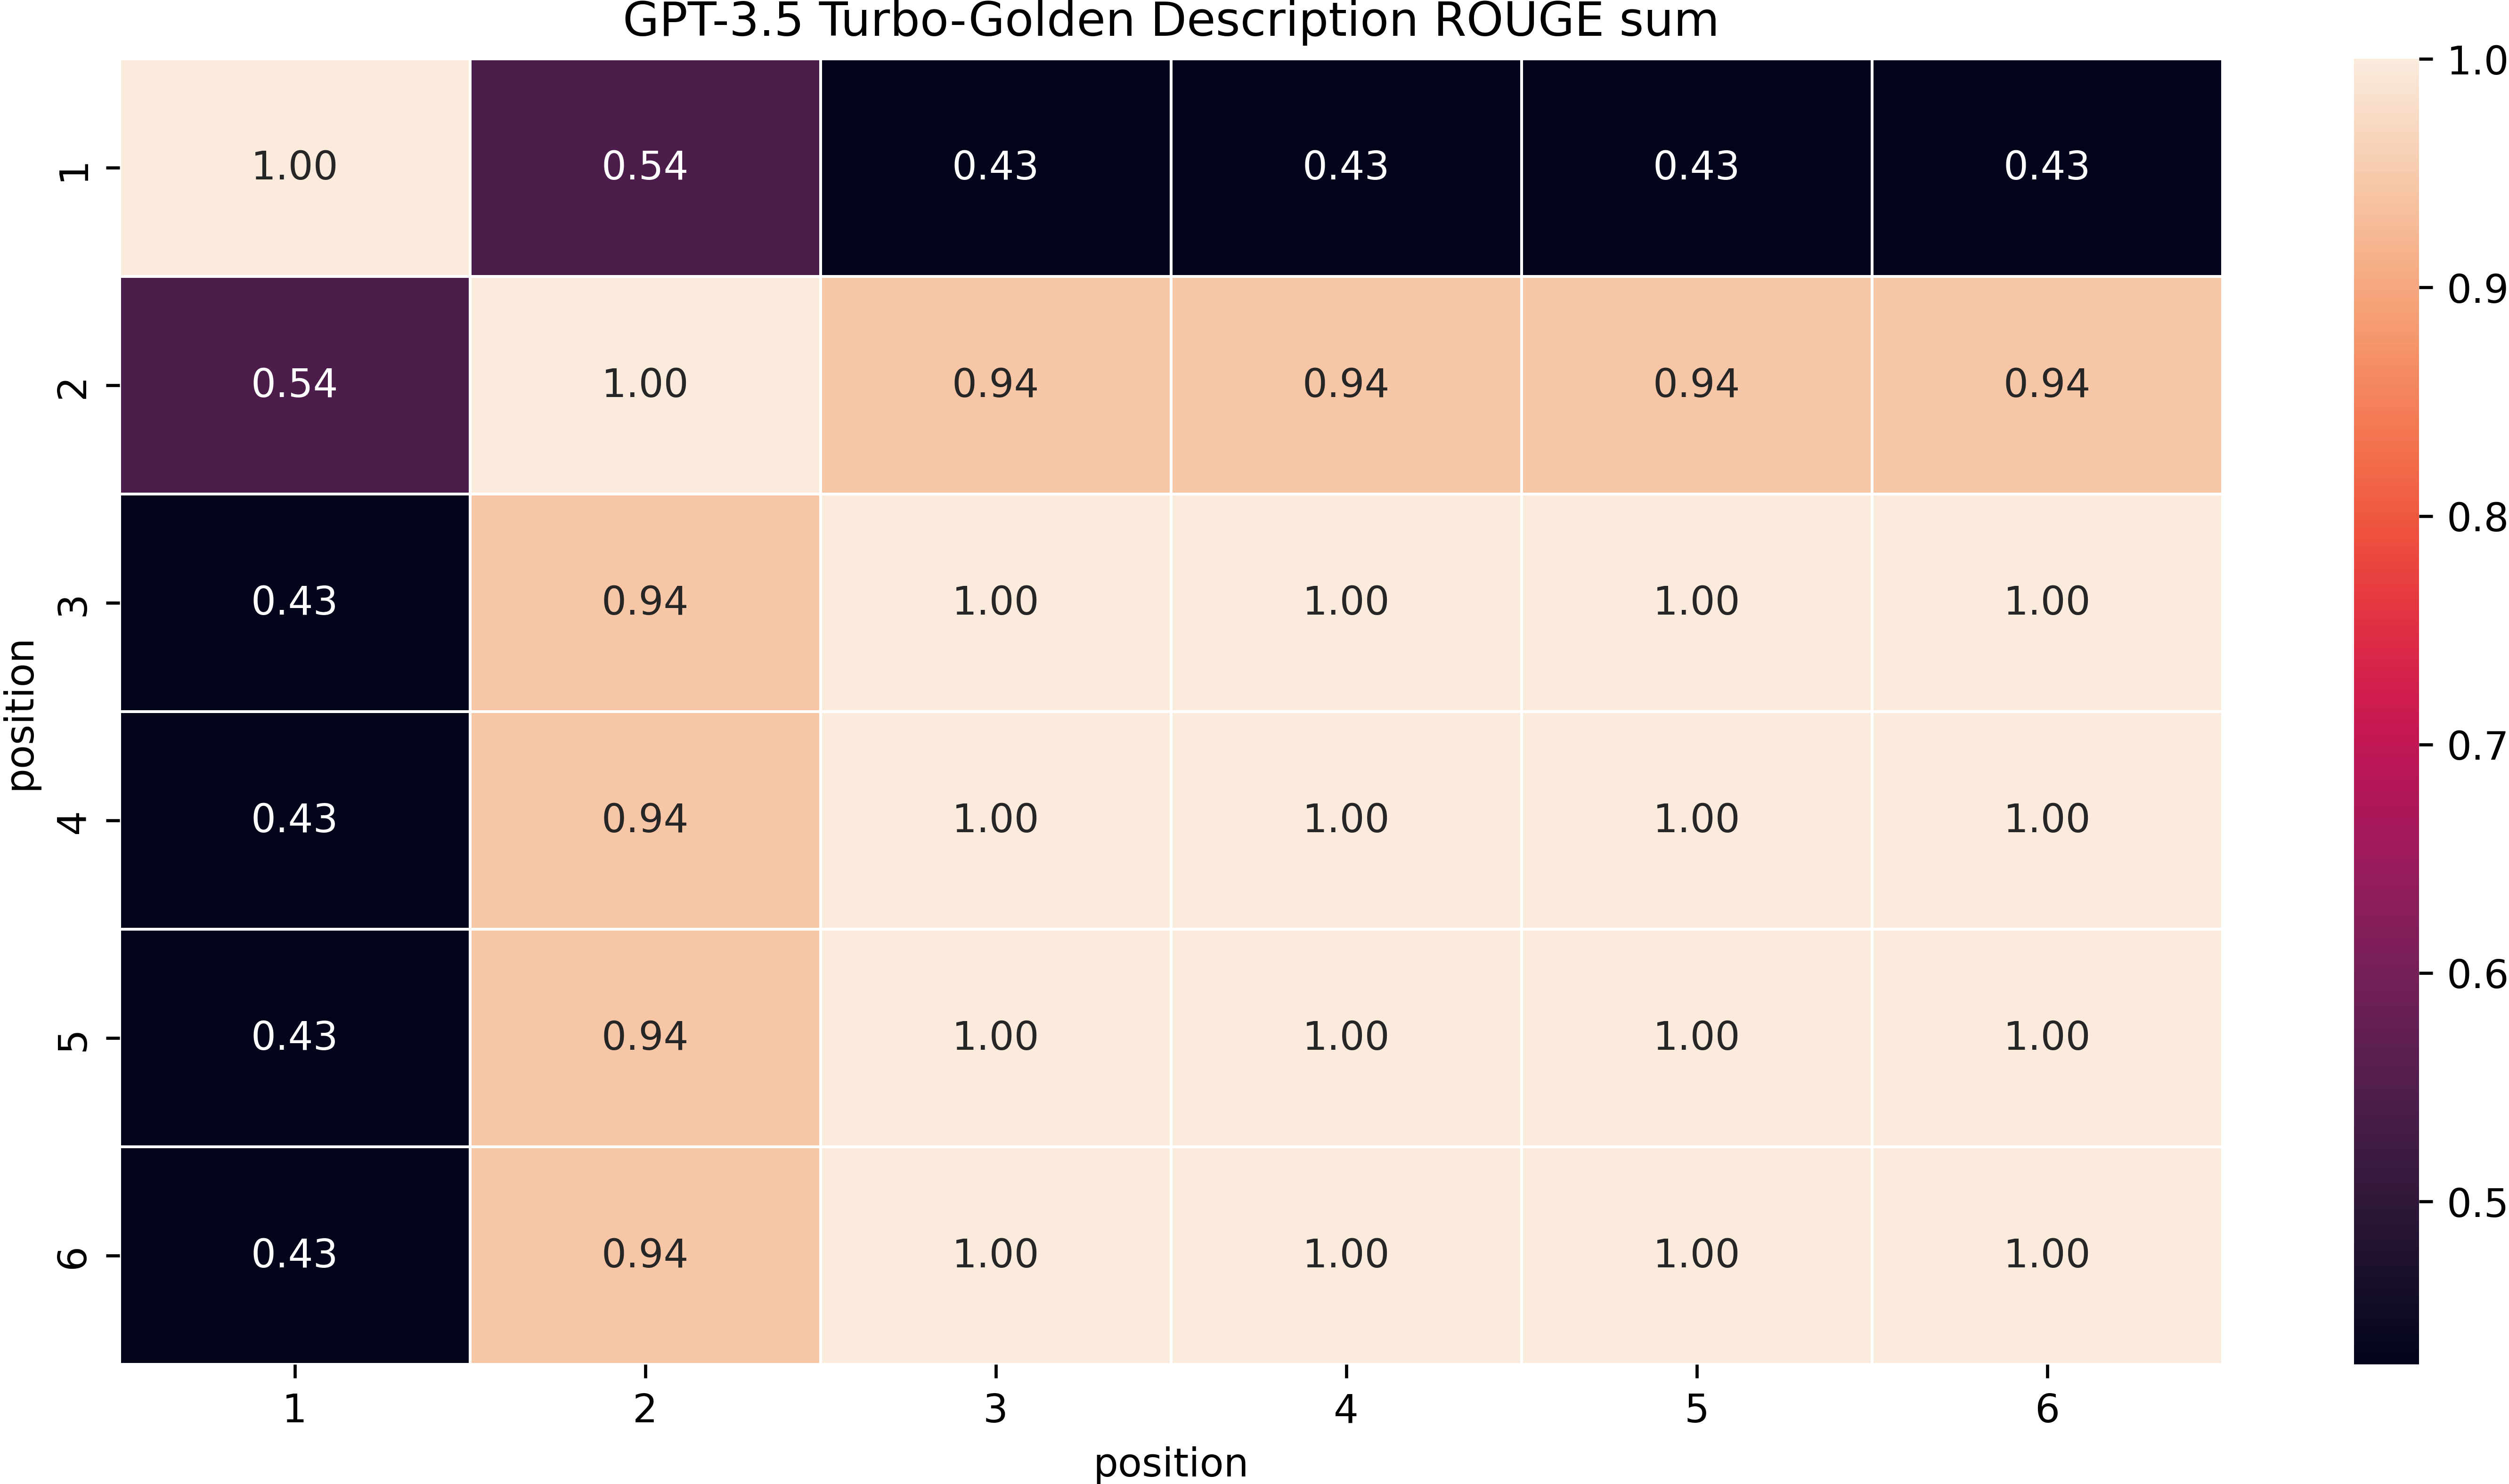 GPT-3.5 Turbo-Golden Description ROUGE sum
1 1.00 0.54 0.43 0.43 0.43 0.43
2 0.54 1.00 0.94 0.94 0.94 0.94
3 0.43 0.94 1.00 1.00 1.00 1.00
4 0.43 0.94 1.00 1.00 1.00 1.00
5 0.43 0.94 1.00 1.00 1.00 1.00
6 0.43 0.94 1.00 1.00 1.00 1.00
position
1 2 3 4 5 6
position
1.0
0.9
0.8
0.7
0.6
0.5